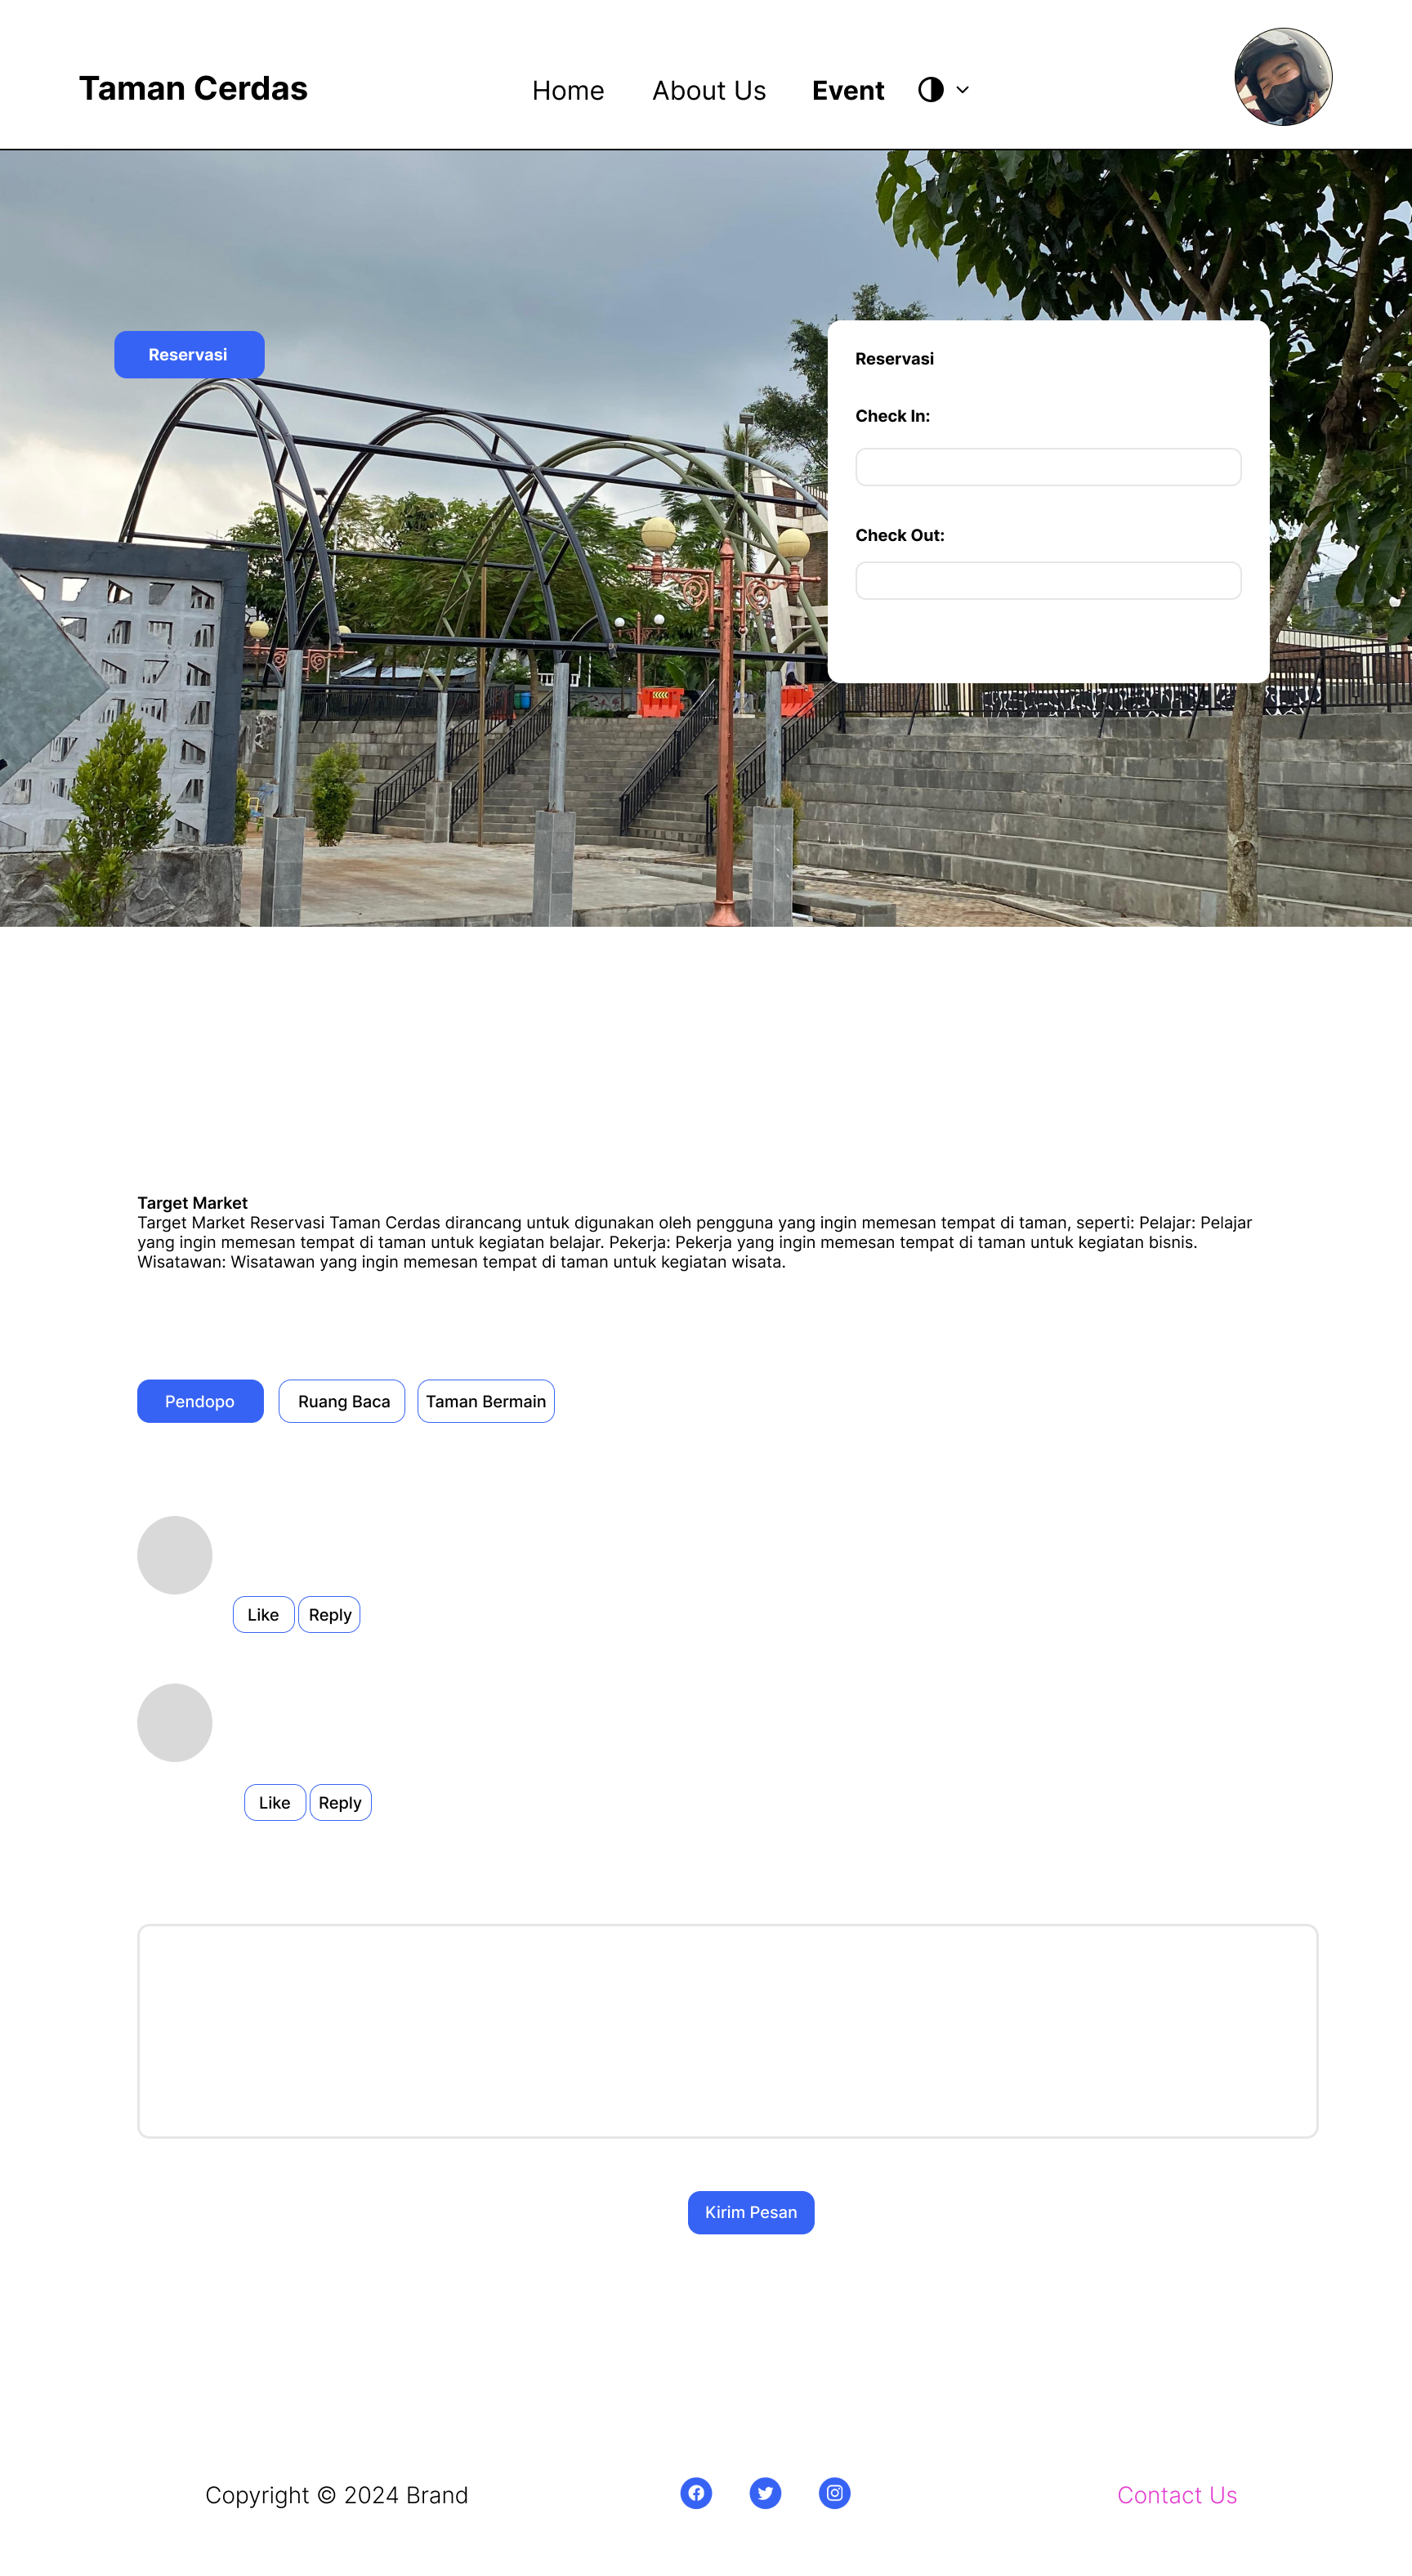 Taman Cerdas
Home
About Us
Event
Reservasi
Reservasi
Check In:
Check Out:
Target Market
Target Market Reservasi Taman Cerdas dirancang untuk digunakan oleh pengguna yang ingin memesan tempat di taman, seperti: Pelajar: Pelajar
yang ingin memesan tempat di taman untuk kegiatan belajar. Pekerja: Pekerja yang ingin memesan tempat di taman untuk kegiatan bisnis.
Wisatawan: Wisatawan yang ingin memesan tempat di taman untuk kegiatan wisata.
Pendopo
Ruang Baca
Taman Bermain
Like
Reply
Like
Reply
Kirim Pesan
Copyright © 2024 Brand
Contact Us